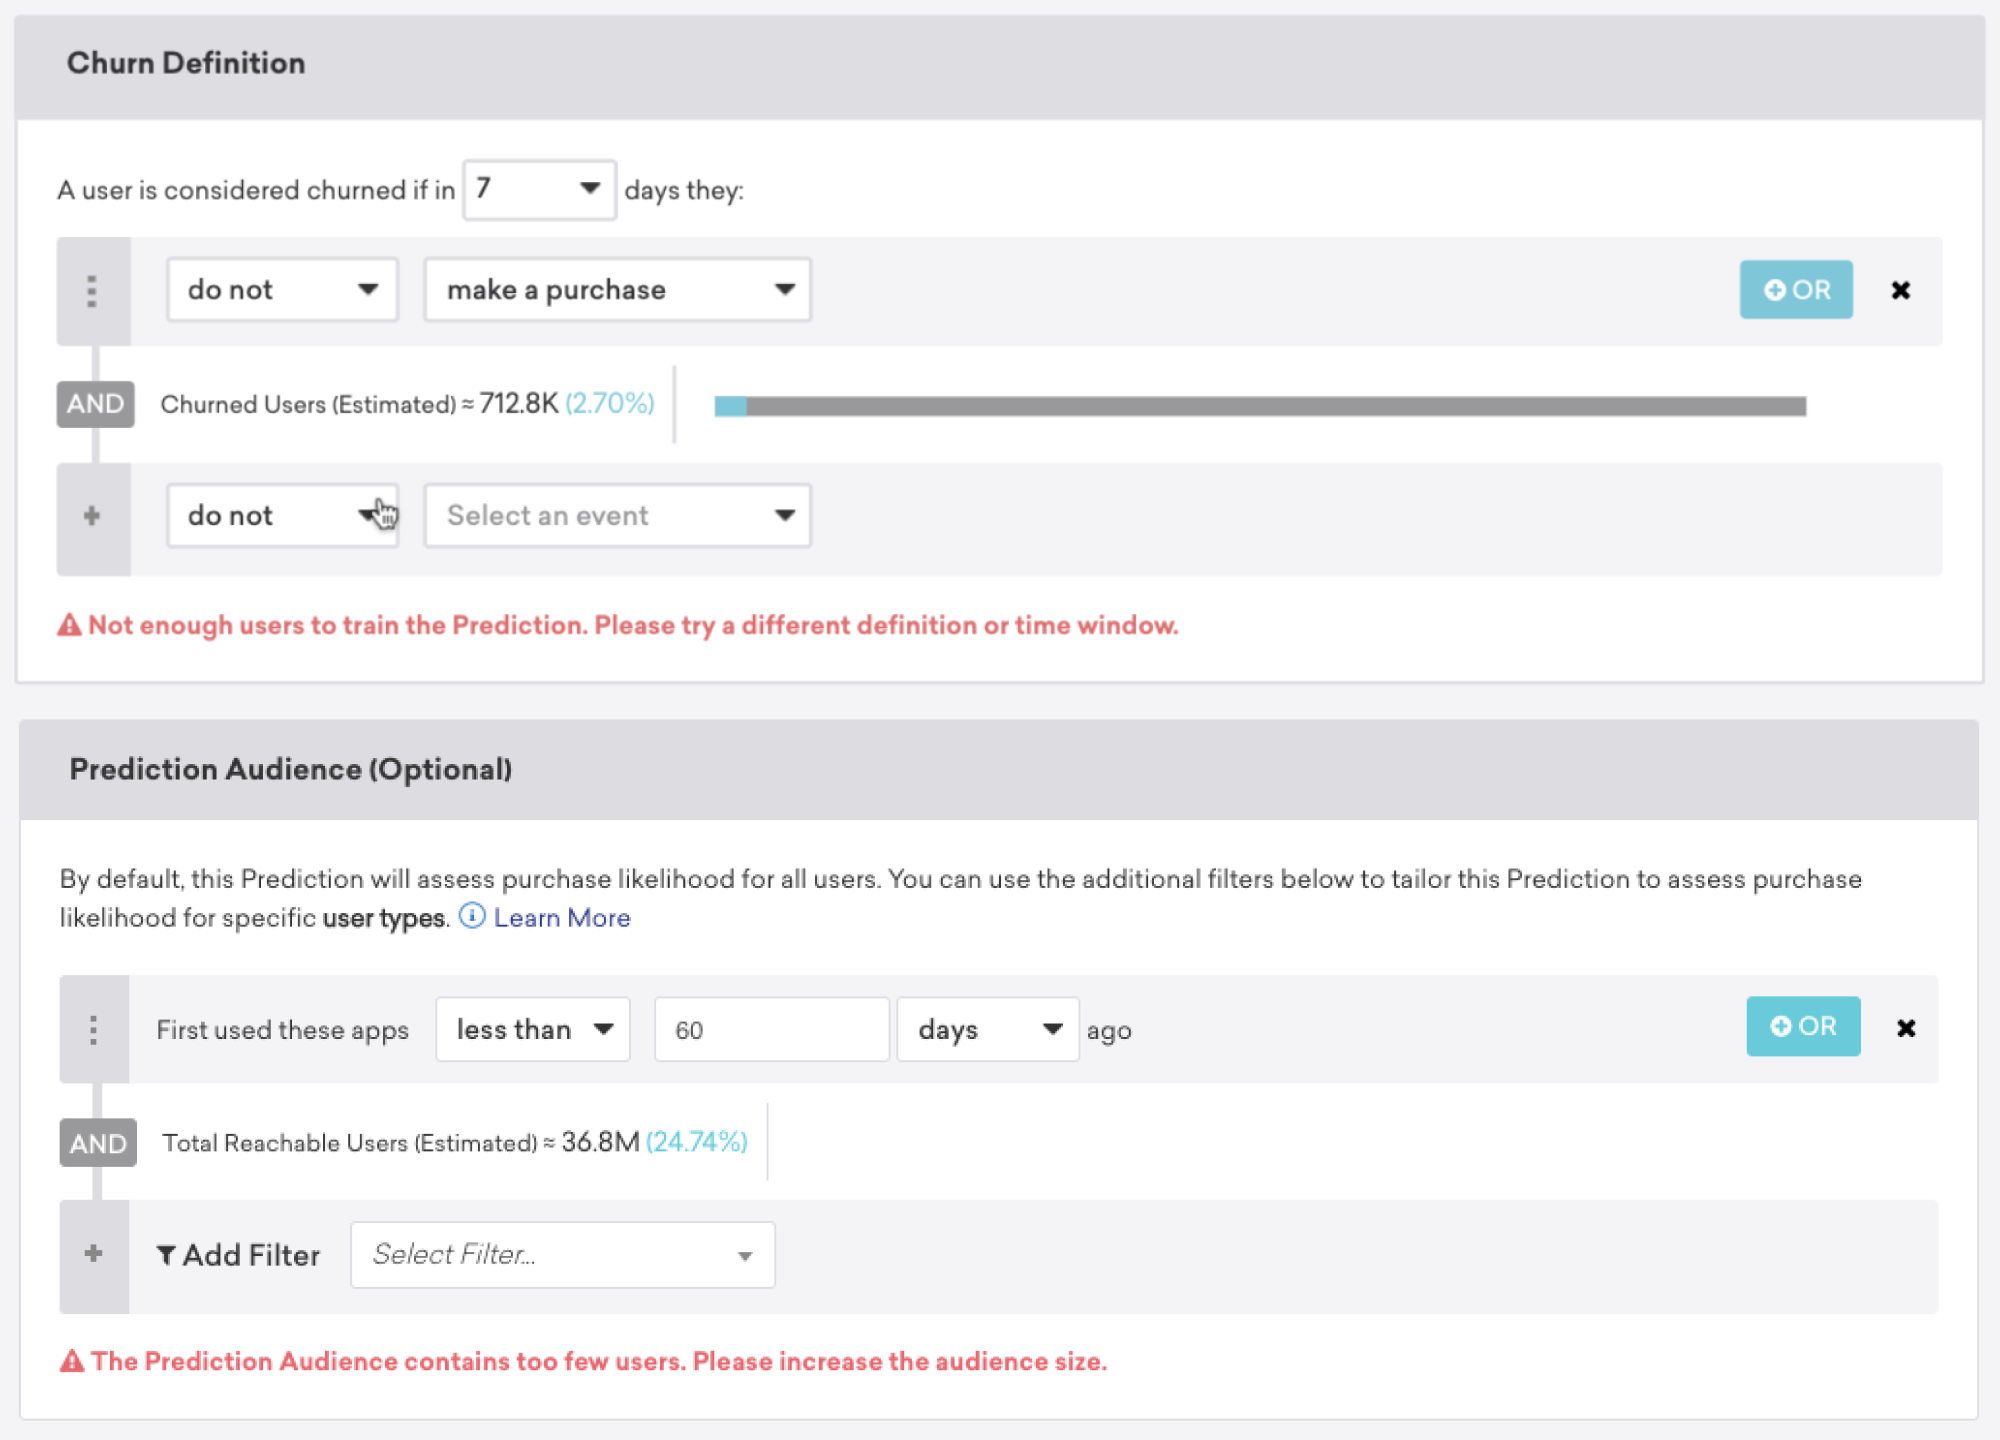 Churn Definition
A user is considered churned if in 7 days they:
do not make a purchase OR
AND Churned Users (Estimated) ≈ 712.8K (2.70%)
do not Select an event
Not enough users to train the Prediction. Please try a different definition or time window.
Prediction Audience (Optional)
By default, this Prediction will assess purchase likelihood for all users. You can use the additional filters below to tailor this Prediction to assess purchase
likelihood for specific user types. Learn More
First used these apps less than 60 days ago OR
AND Total Reachable Users (Estimated) ≈ 36.8M (24.74%)
Add Filter Select Filter...
The Prediction Audience contains too few users. Please increase the audience size.